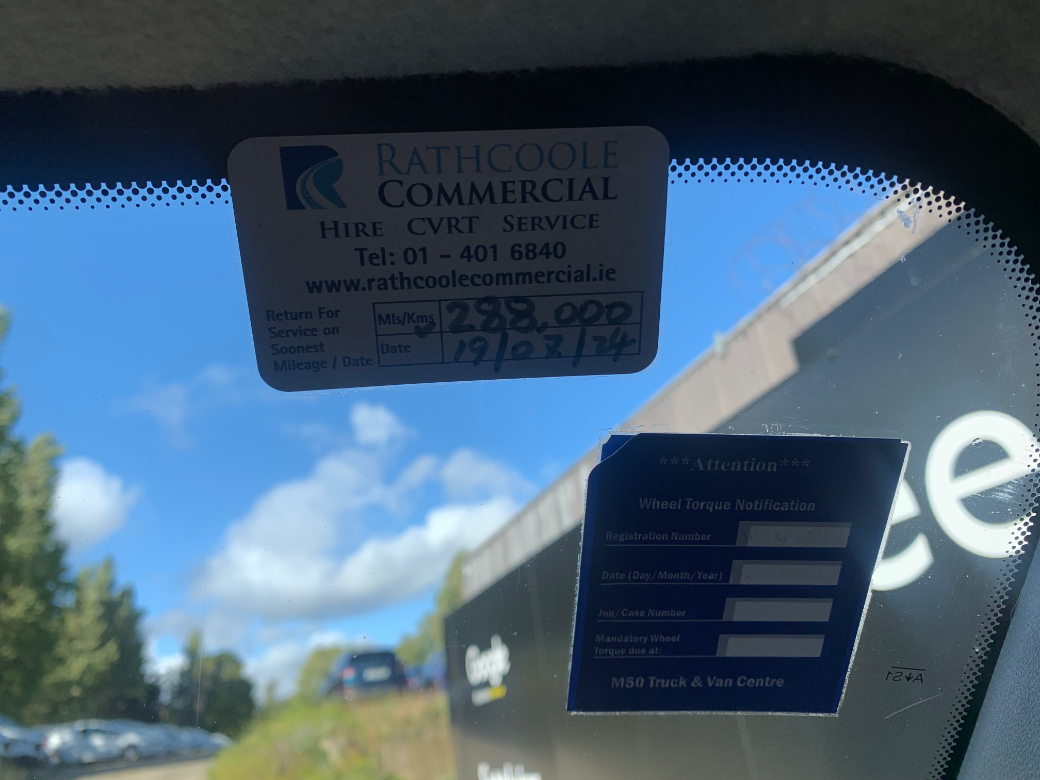 RATHCOOLE
COMMERCIAL
HIRE CVRT SERVICE
Tel: 01 - 401 6840
www.rathcoolecommercial.ie
Return For
Service on
Soonest
Mileage / Date
Mls/Kms 288,000
Date 19/07/24
***Attention***
Wheel Torque Notification
Registration Number
Date (Day/Month/Year)
Job/Case Number
Mandatory Wheel
Torque due at:
M50 Truck & Van Centre
ee
Google